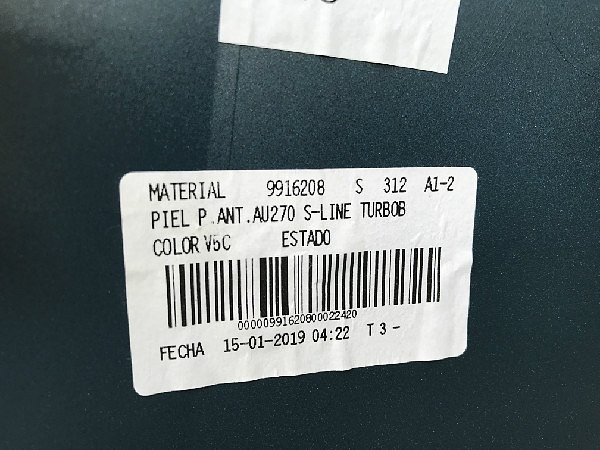 MATERIAL 9916208 S 312 A1-2
PIEL P.ANT.AU270 S-LINE TURBOB
COLOR V5C ESTADO
00000991620800022420
FECHA 15-01-2019 04:22 T 3 -